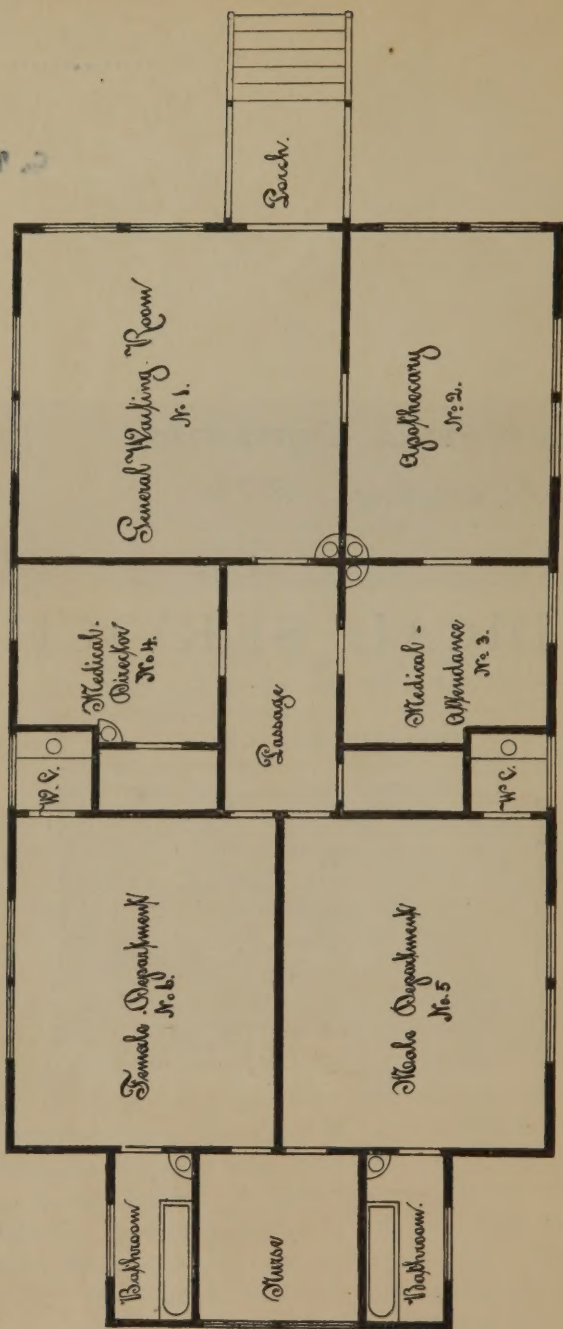 Porch.
General Waiting Room
No 1.
Apothecary
No 2.
Medical-
Director
No 4.
Passage
Medical-
Attendance
No 3.
W.C.
W C.
Female Department
No 6.
Male Department
No. 5
Bathroom
Nurse
Bathroom.